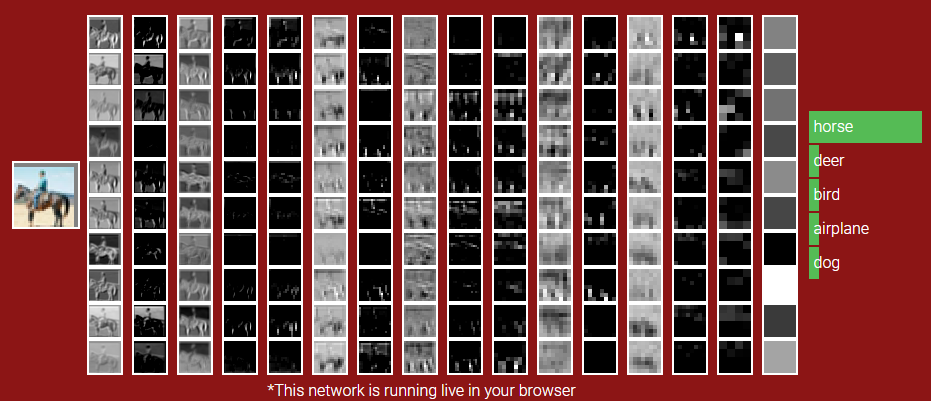 horse
deer
bird
airplane
dog
*This network is running live in your browser